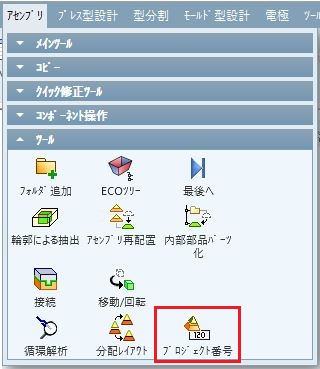 ｱｾﾝﾌﾞﾘ ﾌﾟﾚｽ型設計 型分割 ﾓｰﾙﾄﾞ型設計 電極
ﾒｲﾝﾂｰﾙ
ｺﾋﾟｰ
ｸｲｯｸ修正ﾂｰﾙ
ｺﾝﾎﾟｰﾈﾝﾄ操作
ﾂｰﾙ
ﾌｫﾙﾀﾞ追加 ECOﾂﾘｰ 最後へ
輪郭による抽出 ｱｾﾝﾌﾞﾘ再配置 内部部品ﾊﾟｰﾂ
化
接続 移動/回転
120
循環解析 分配ﾚｲｱｳﾄ ﾌﾟﾛｼﾞｪｸﾄ番号